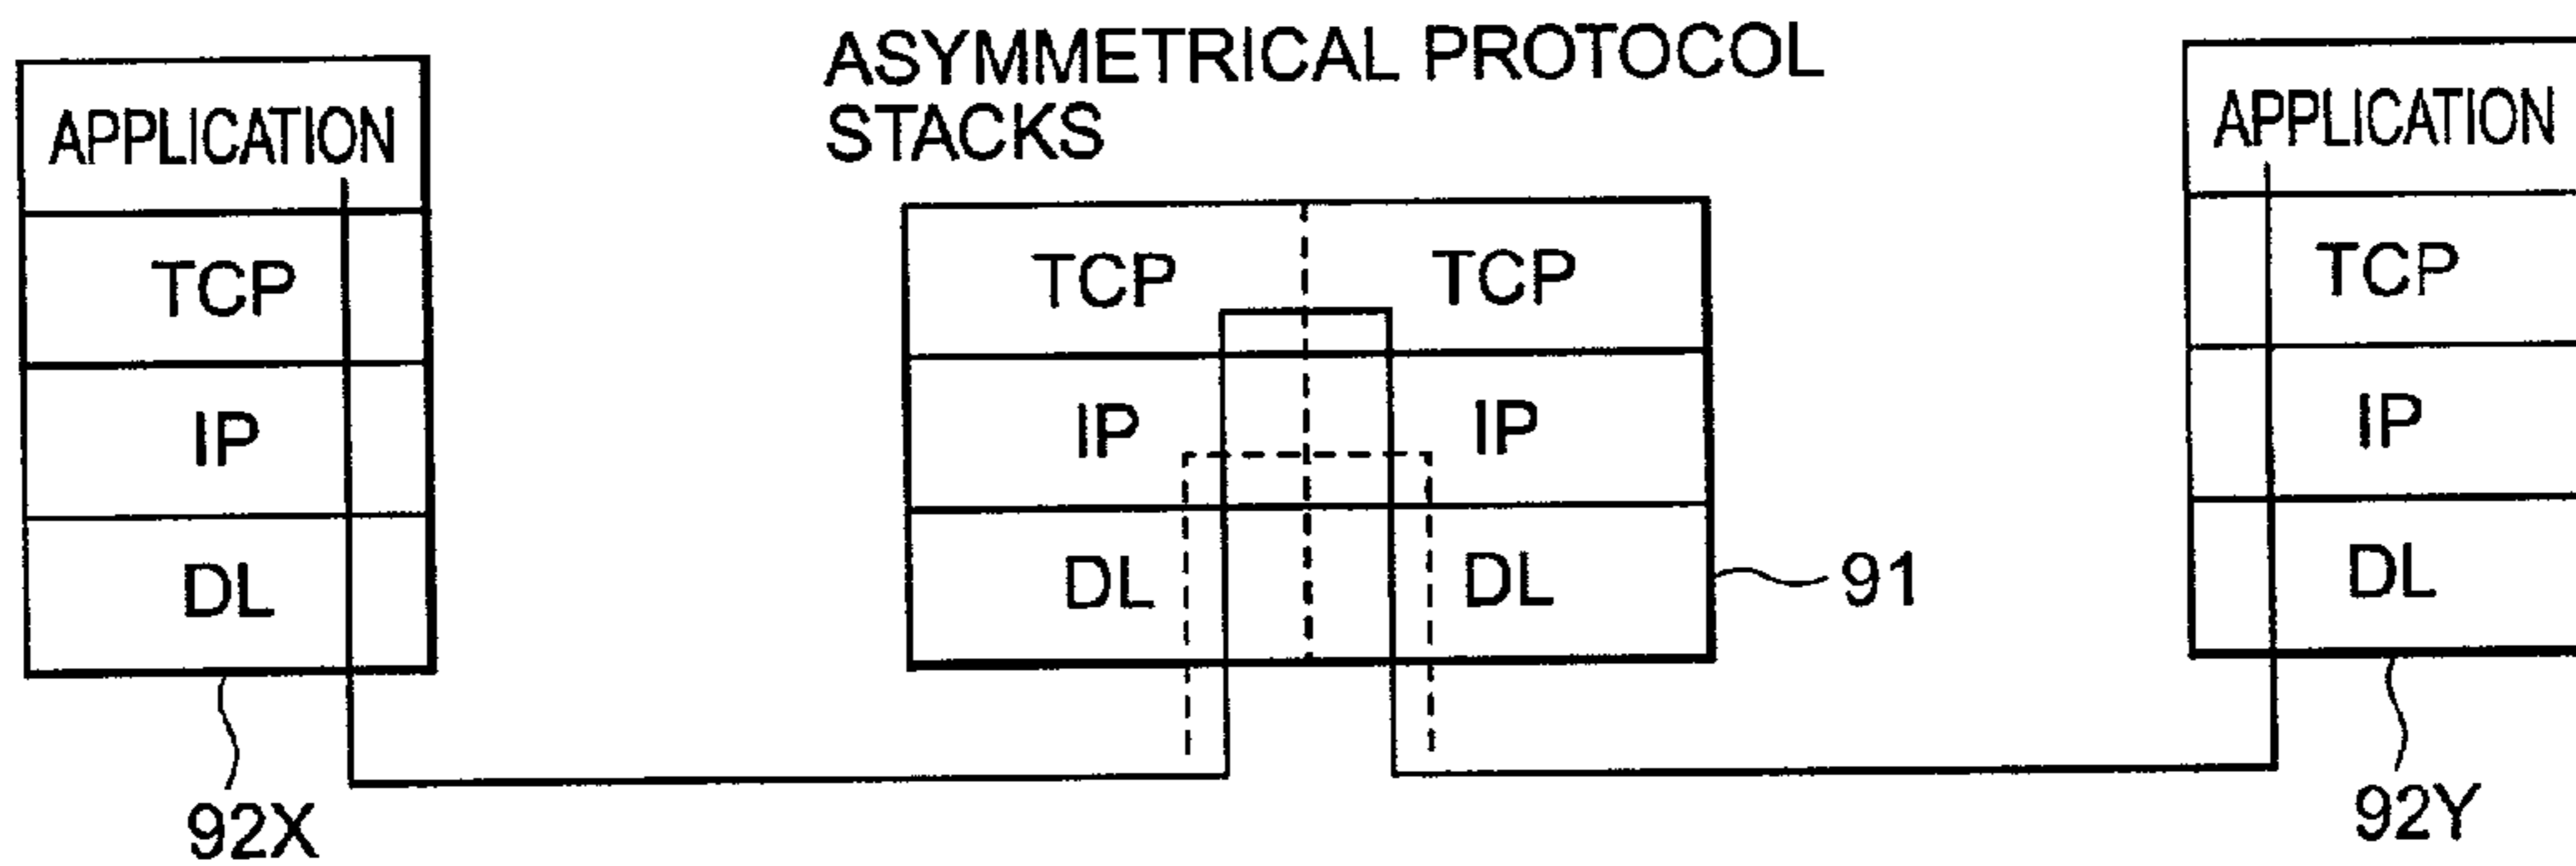 ASYMMETRICAL PROTOCOL
STACKS
APPLICATION
TCP
IP
DL
92X
TCP TCP
IP IP
DL DL
91
APPLICATION
TCP
IP
DL
92Y